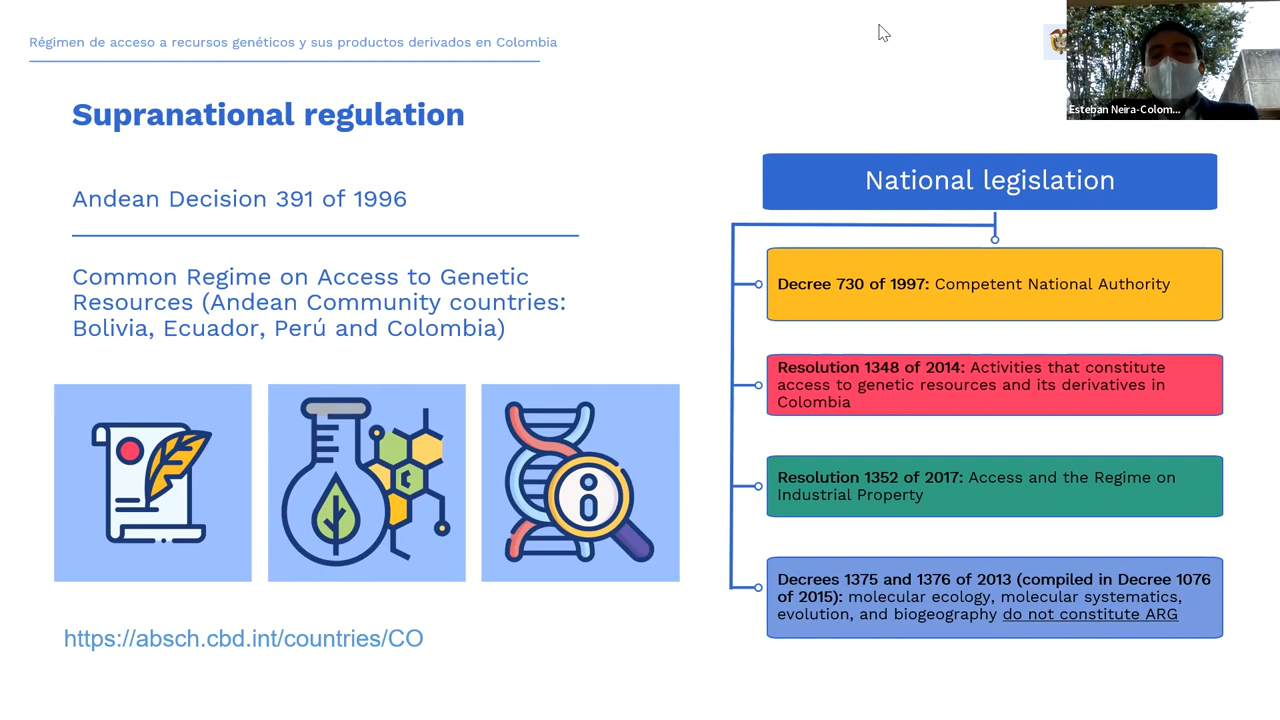 Régimen de acceso a recursos genéticos y sus productos derivados en Colombia
Esteban Neira-Colom...
Supranational regulation
Andean Decision 391 of 1996
Common Regime on Access to Genetic
Resources (Andean Community countries:
Bolivia, Ecuador, Perú and Colombia)
https://absch.cbd.int/countries/CO
National legislation
Decree 730 of 1997: Competent National Authority
Resolution 1348 of 2014: Activities that constitute
access to genetic resources and its derivatives in
Colombia
Resolution 1352 of 2017: Access and the Regime on
Industrial Property
Decrees 1375 and 1376 of 2013 (compiled in Decree 1076
of 2015): molecular ecology, molecular systematics,
evolution, and biogeography do not constitute ARG